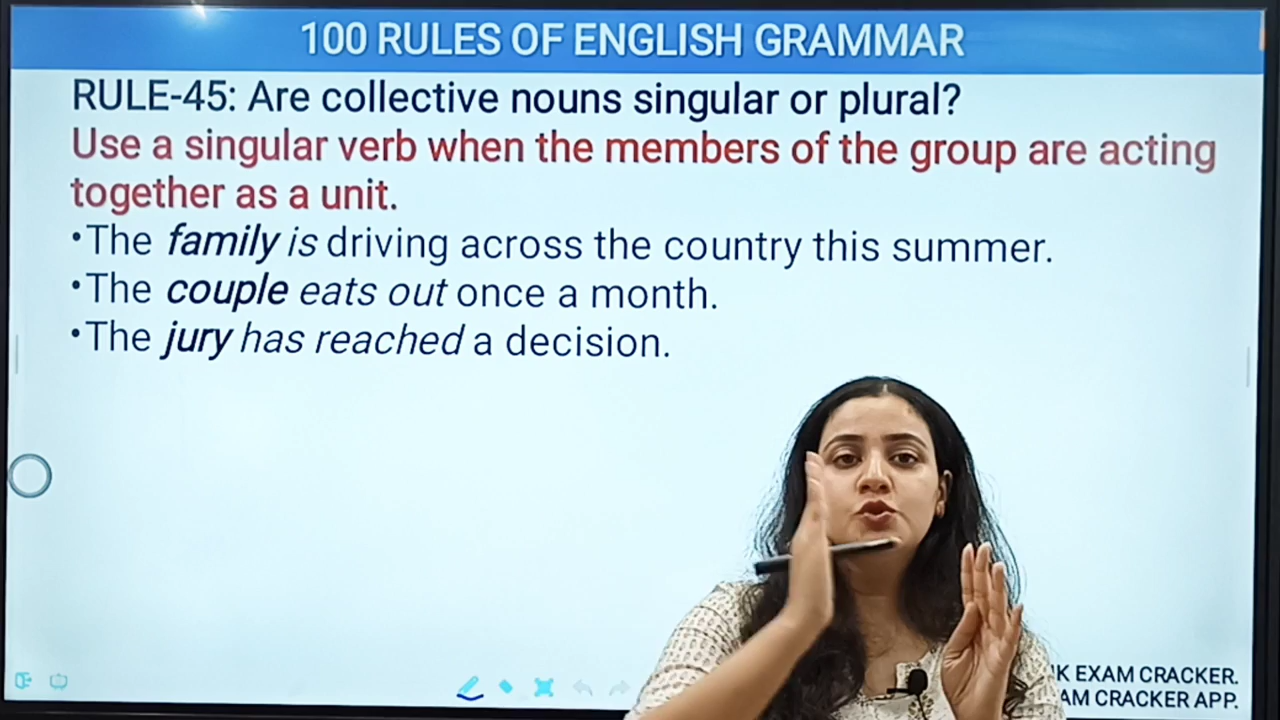 100 RULES OF ENGLISH GRAMMAR
RULE-45: Are collective nouns singular or plural?
Use a singular verb when the members of the group are acting
together as a unit.
•The family is driving across the country this summer.
•The couple eats out once a month.
•The jury has reached a decision.
EXAM CRACKER.
CRACKER APP.